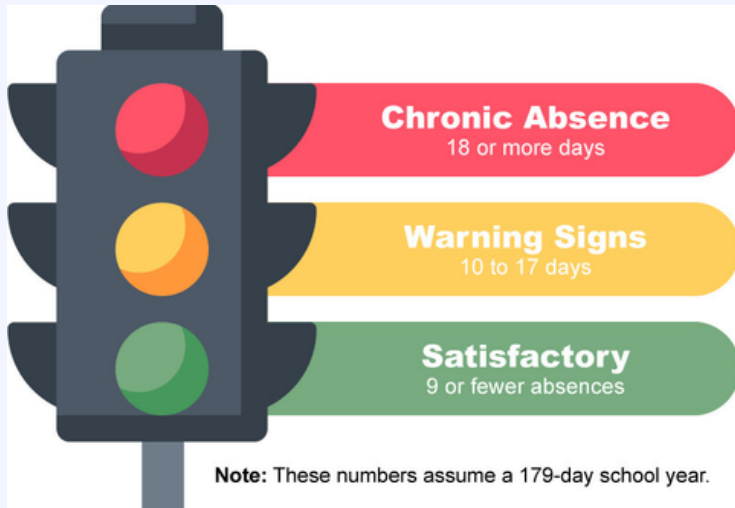 Chronic Absence
18 or more days
Warning Signs
10 to 17 days
Satisfactory
9 or fewer absences
Note: These numbers assume a 179-day school year.